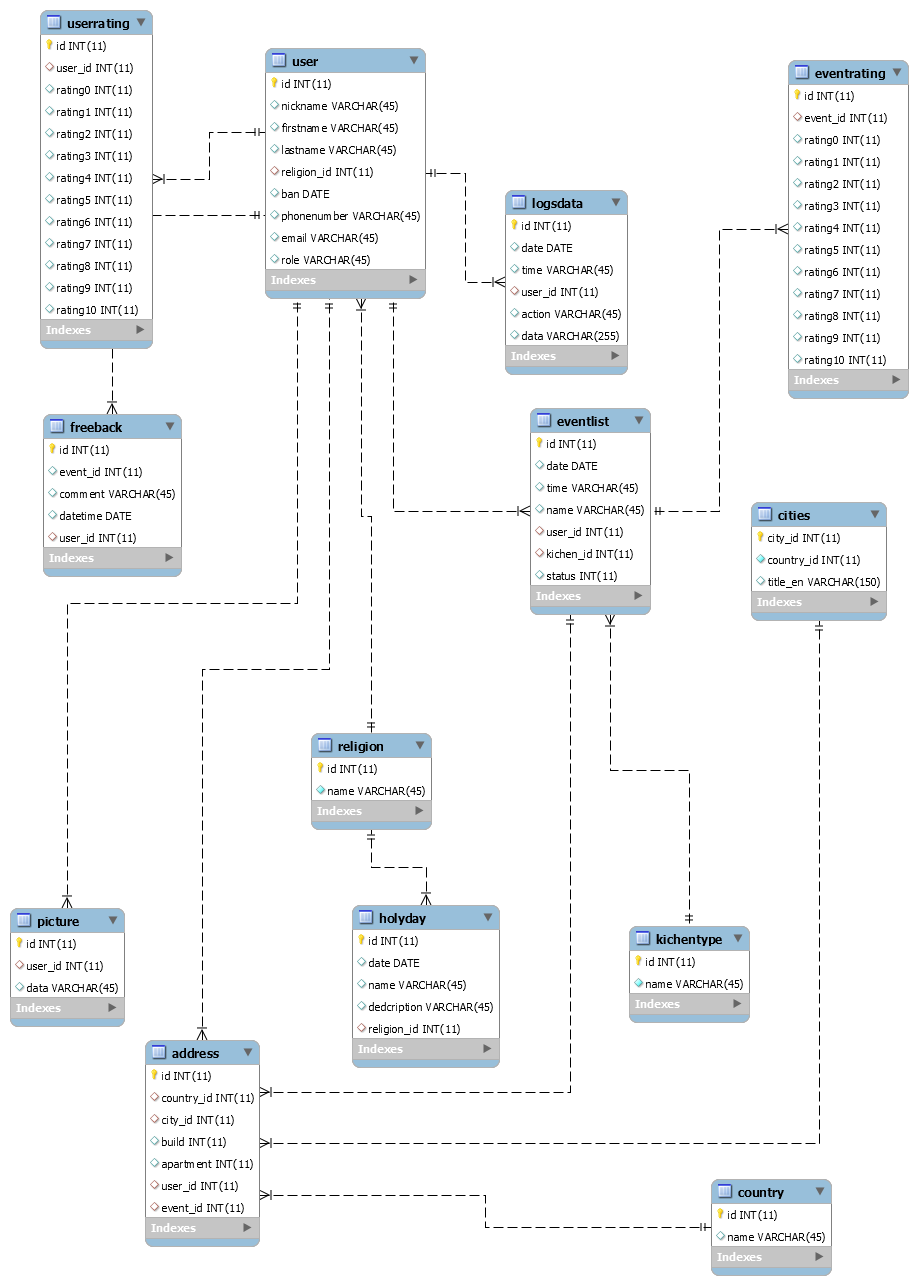 userrating
id INT(11)
user_id INT(11)
rating0 INT(11)
rating1 INT(11)
rating2 INT(11)
rating3 INT(11)
rating4 INT(11)
rating5 INT(11)
rating6 INT(11)
rating7 INT(11)
rating8 INT(11)
rating9 INT(11)
rating10 INT(11)
Indexes
user
id INT(11)
nickname VARCHAR(45)
firstname VARCHAR(45)
lastname VARCHAR(45)
religion_id INT(11)
ban DATE
phonenumber VARCHAR(45)
email VARCHAR(45)
role VARCHAR(45)
Indexes
eventrating
id INT(11)
event_id INT(11)
rating0 INT(11)
rating1 INT(11)
rating2 INT(11)
rating3 INT(11)
rating4 INT(11)
rating5 INT(11)
rating6 INT(11)
rating7 INT(11)
rating8 INT(11)
rating9 INT(11)
rating10 INT(11)
Indexes
logsdata
id INT(11)
date DATE
time VARCHAR(45)
user_id INT(11)
action VARCHAR(45)
data VARCHAR(255)
Indexes
freeback
id INT(11)
event_id INT(11)
comment VARCHAR(45)
datetime DATE
user_id INT(11)
Indexes
eventlist
id INT(11)
date DATE
time VARCHAR(45)
name VARCHAR(45)
user_id INT(11)
kichen_id INT(11)
status INT(11)
Indexes
cities
city_id INT(11)
country_id INT(11)
title_en VARCHAR(150)
Indexes
religion
id INT(11)
name VARCHAR(45)
Indexes
picture
id INT(11)
user_id INT(11)
data VARCHAR(45)
Indexes
holyday
id INT(11)
date DATE
name VARCHAR(45)
dedcription VARCHAR(45)
religion_id INT(11)
Indexes
kichentype
id INT(11)
name VARCHAR(45)
Indexes
address
id INT(11)
country_id INT(11)
city_id INT(11)
build INT(11)
apartment INT(11)
user_id INT(11)
event_id INT(11)
Indexes
country
id INT(11)
name VARCHAR(45)
Indexes